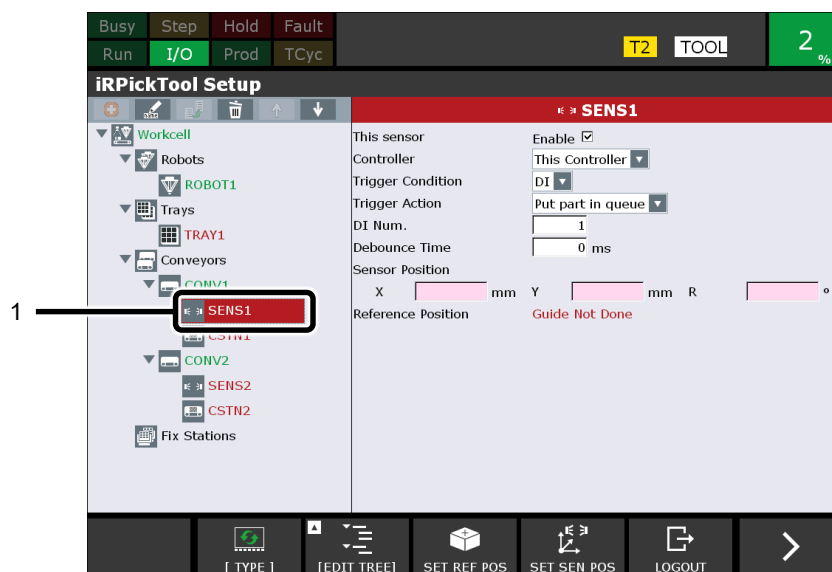 Busy Step Hold Fault
Run I/O Prod TCyc
T2 TOOL
2 %
iRPickTool Setup
SENS1
Workcell
Robots
ROBOT1
Trays
TRAY1
Conveyors
CONV1
1
SENS1
CSTN1
CONV2
SENS2
CSTN2
Fix Stations
This sensor Enable
Controller This Controller
Trigger Condition DI
Trigger Action Put part in queue
DI Num. 1
Debounce Time 0 ms
Sensor Position
X mm Y mm R °
Reference Position Guide Not Done
[ TYPE ] [EDIT TREE] SET REF POS SET SEN POS LOGOUT >